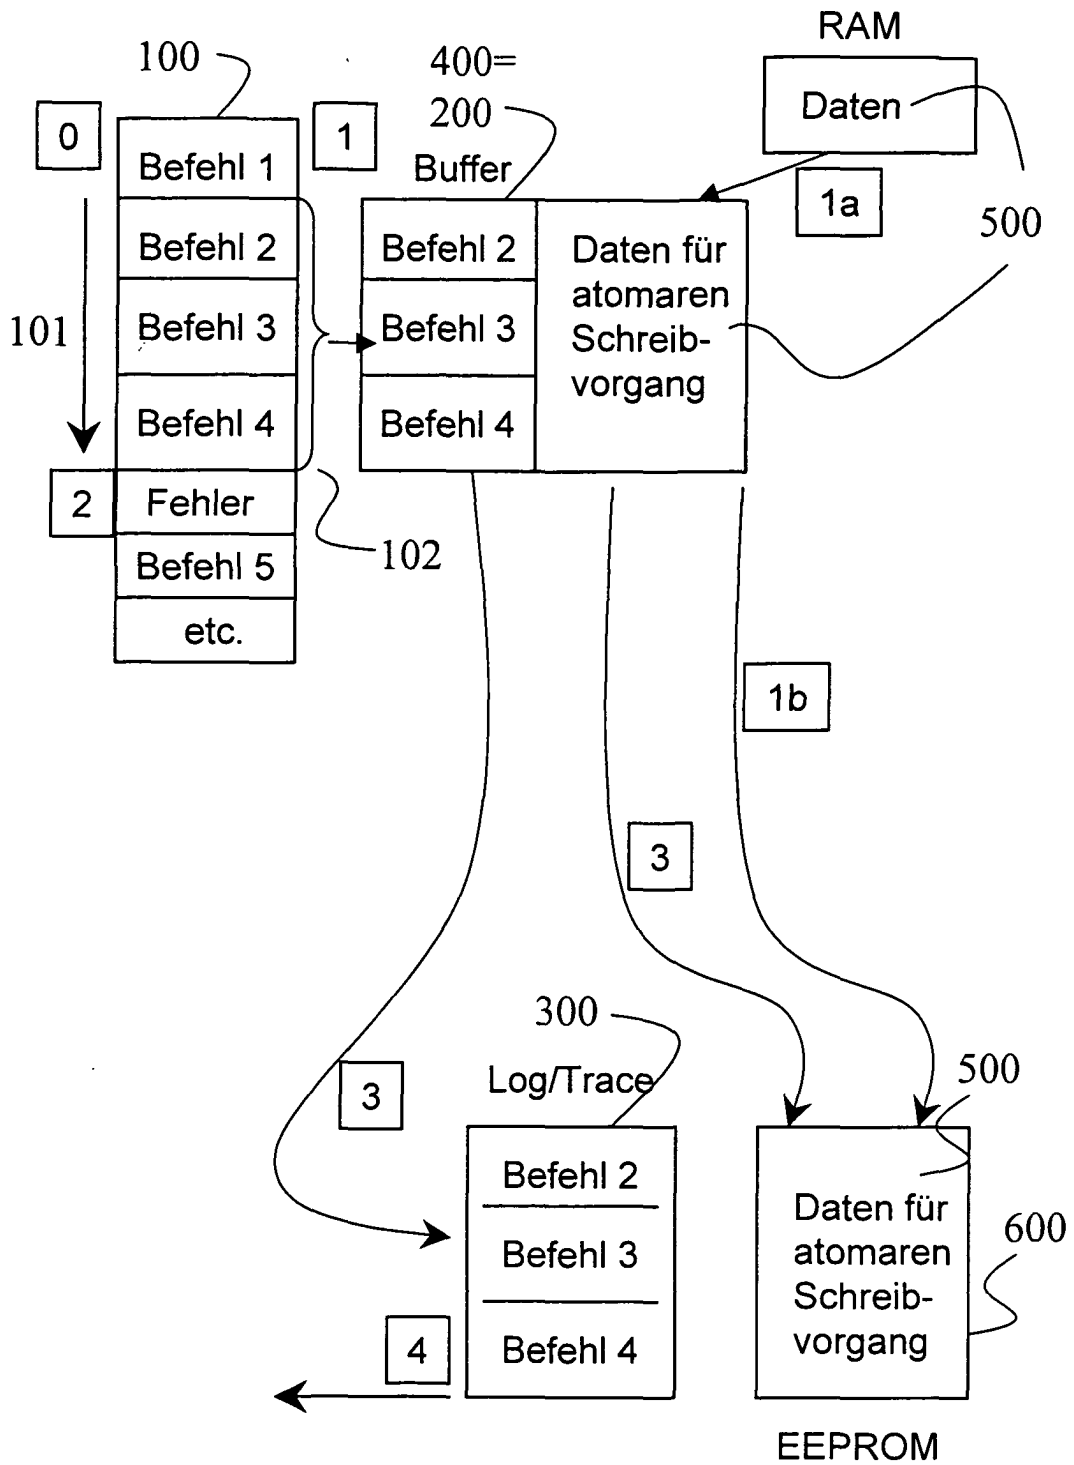 RAM
100
400=
200
Daten
0
1
Buffer
1a
500
Befehl 1
Befehl 2
Befehl 3
Befehl 4
Fehler
Befehl 5
etc.
101
2
102
Befehl 2
Befehl 3
Befehl 4
Daten für
atomaren
Schreib-
vorgang
1b
3
3
300
Log/Trace
500
Befehl 2
Befehl 3
Befehl 4
4
Daten für
atomaren
Schreib-
vorgang
600
EEPROM